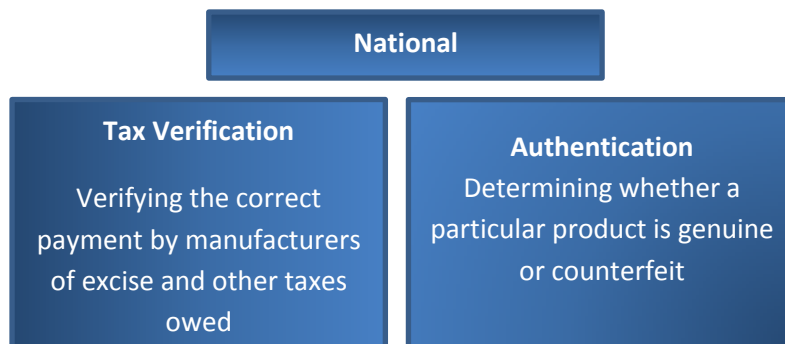 National
Tax Verification
Verifying the correct
payment by manufacturers
of excise and other taxes
owed
Authentication
Determining whether a
particular product is genuine
or counterfeit